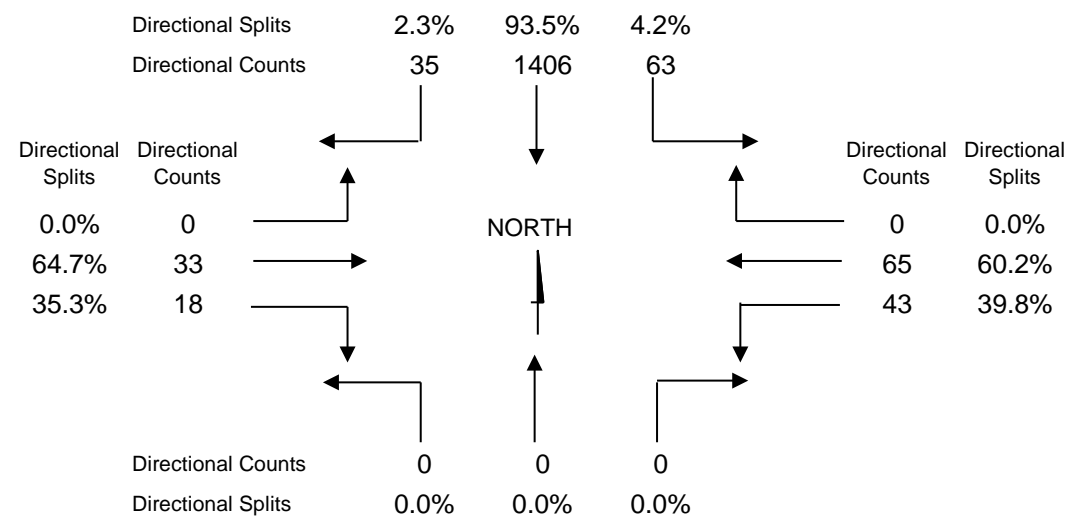 Directional Splits 2.3% 93.5% 4.2%
Directional Counts 35 1406 63
Directional Directional Directional Directional
Splits Counts Counts Splits
0.0% 0 NORTH 0 0.0%
64.7% 33 65 60.2%
35.3% 18 43 39.8%
Directional Counts 0 0 0
Directional Splits 0.0% 0.0% 0.0%